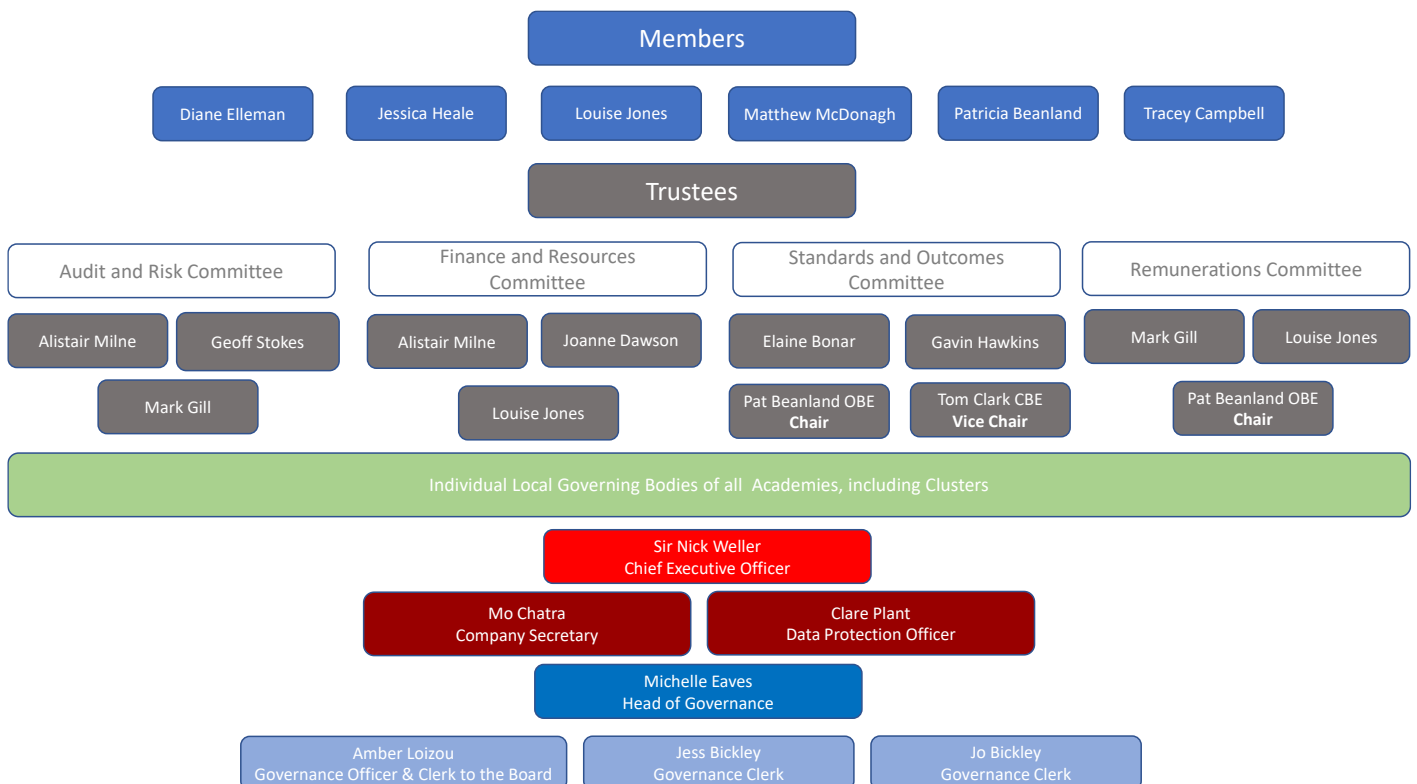 Members
Diane Elleman
Jessica Heale
Louise Jones
Matthew McDonagh
Patricia Beanland
Tracey Campbell
Trustees
Audit and Risk Committee
Finance and Resources
Committee
Standards and Outcomes
Committee
Remunerations Committee
Alistair Milne
Geoff Stokes
Mark Gill
Alistair Milne
Joanne Dawson
Louise Jones
Elaine Bonar
Gavin Hawkins
Pat Beanland OBE
Chair
Tom Clark CBE
Vice Chair
Mark Gill
Louise Jones
Pat Beanland OBE
Chair
Individual Local Governing Bodies of all  Academies, including Clusters
Sir Nick Weller
Chief Executive Officer
Mo Chatra
Company Secretary
Clare Plant
Data Protection Officer
Michelle Eaves
Head of Governance
Amber Loizou
Governance Officer & Clerk to the Board
Jess Bickley
Governance Clerk
Jo Bickley
Governance Clerk